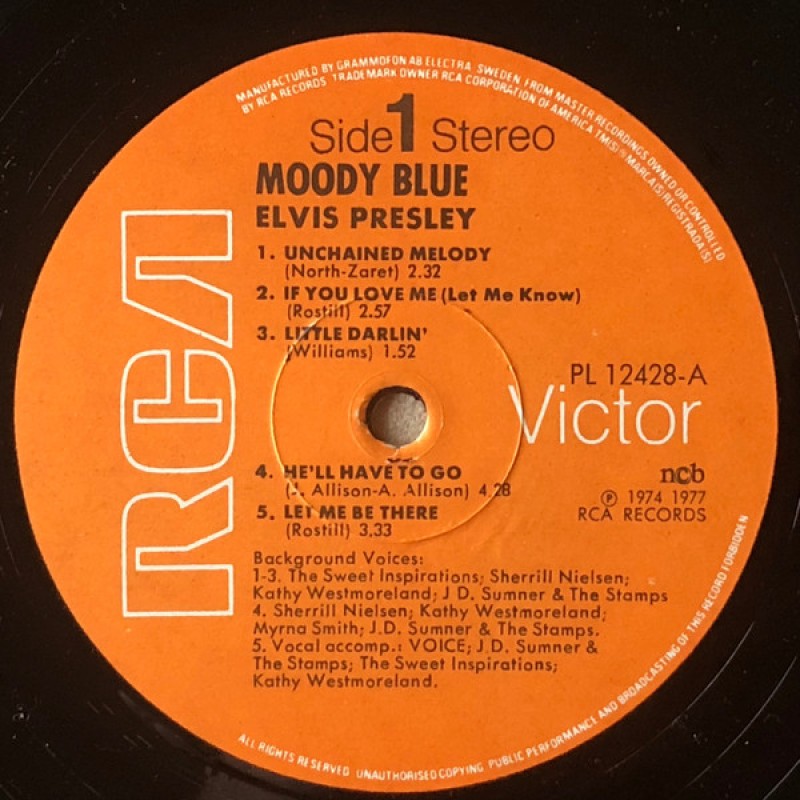 MANUFACTURED BY GRAMMOFON AB ELECTRA SWEDEN FROM MASTER RECORDINGS OWNED OR CONTROLLED
BY RCA RECORDS TRADEMARK OWNER RCA CORPORATION OF AMERICA TM(S)® MARCA(S) REGISTRADA(S)
Side 1 Stereo
MOODY BLUE
ELVIS PRESLEY
1. UNCHAINED MELODY
(North-Zaret) 2.32
2. IF YOU LOVE ME (Let Me Know)
(Rostill) 2.57
3. LITTLE DARLIN'
(Williams) 1.52
RCA
PL 12428-A
Victor
4. HE'LL HAVE TO GO
(J. Allison-A. Allison) 4.28
5. LET ME BE THERE
(Rostill) 3.33
ncb
℗ 1974 1977
RCA RECORDS
Background Voices:
1-3. The Sweet Inspirations; Sherrill Nielsen;
Kathy Westmoreland; J D. Sumner & The Stamps
4. Sherrill Nielsen; Kathy Westmoreland;
Myrna Smith; J.D. Sumner & The Stamps.
5. Vocal accomp.: VOICE; J.D. Sumner &
The Stamps; The Sweet Inspirations;
Kathy Westmoreland.
ALL RIGHTS RESERVED UNAUTHORISED COPYING PUBLIC PERFORMANCE AND BROADCASTING OF THIS RECORD FORBIDDEN